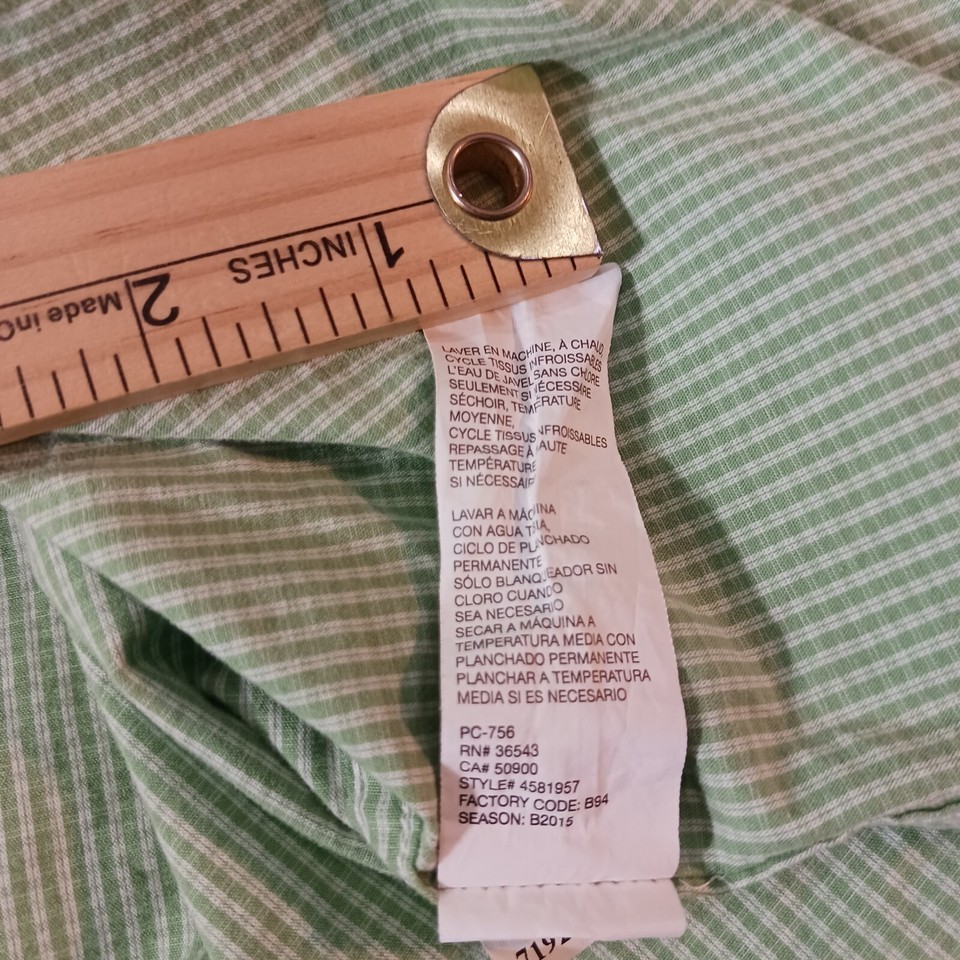 1
INCHES
2
Made in
LAVER EN MACHINE, À CHAUD
CYCLE TISSUS INFROISSABLES
L'EAU DE JAVEL SANS CHLORE
SEULEMENT SI NÉCESSAIRE
SÉCHOIR, TEMPÉRATURE
MOYENNE,
CYCLE TISSUS INFROISSABLES
REPASSAGE À HAUTE
TEMPÉRATURE
SI NÉCESSAIRE
LAVAR A MÁQUINA
CON AGUA TIBIA,
CICLO DE PLANCHADO
PERMANENTE
SÓLO BLANQUEADOR SIN
CLORO CUANDO
SEA NECESARIO
SECAR A MÁQUINA A
TEMPERATURA MEDIA CON
PLANCHADO PERMANENTE
PLANCHAR A TEMPERATURA
MEDIA SI ES NECESARIO
PC-756
RN# 36543
CA# 50900
STYLE# 4581957
FACTORY CODE: B94
SEASON: B2015